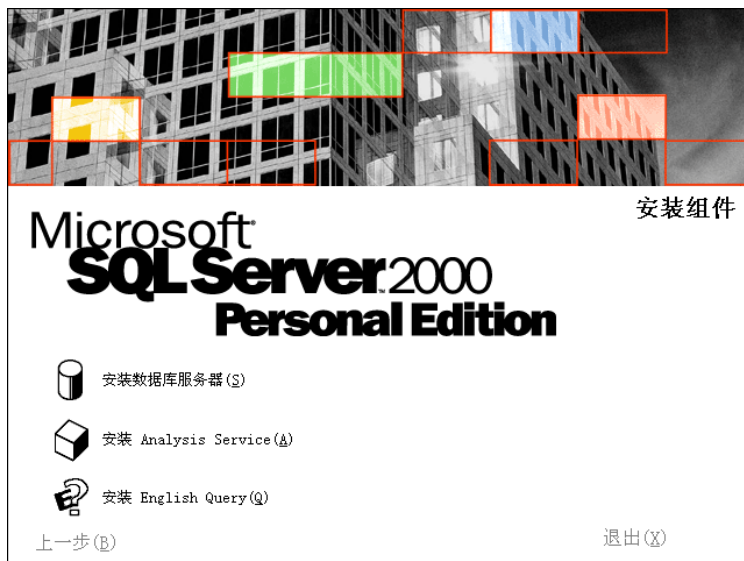 安装组件
Microsoft®
SQL Server™ 2000
Personal Edition
安装数据库服务器(S)
安装 Analysis Service(A)
安装 English Query(Q)
上一步(B)
退出(X)